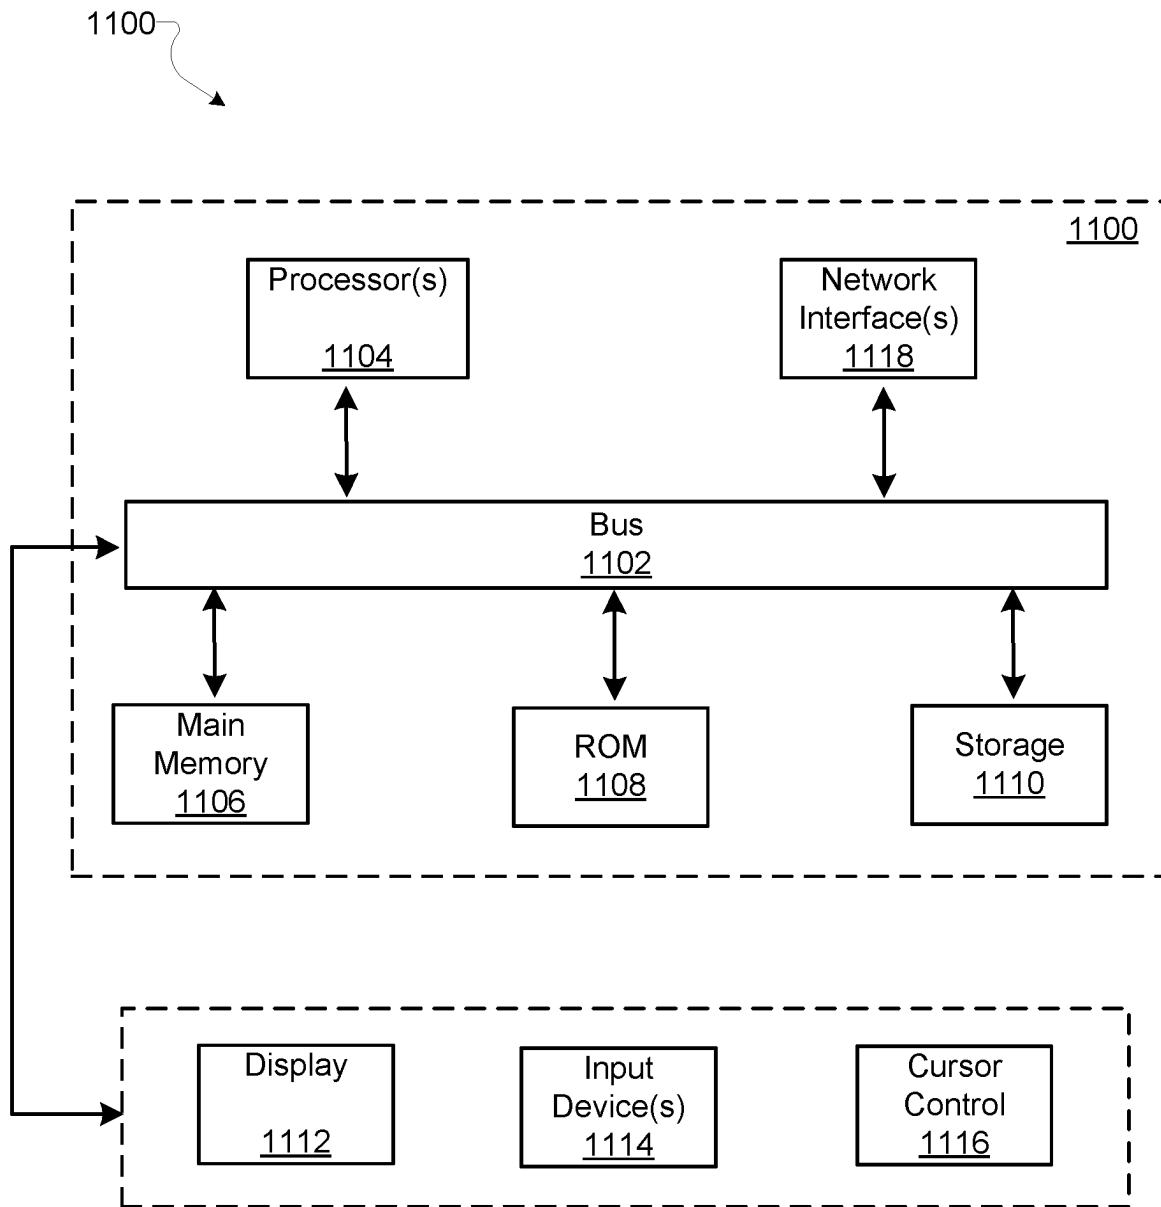 1100
1100
Processor(s)
1104
Network
Interface(s)
1118
Bus
1102
Main
Memory
1106
ROM
1108
Storage
1110
Display
1112
Input
Device(s)
1114
Cursor
Control
1116